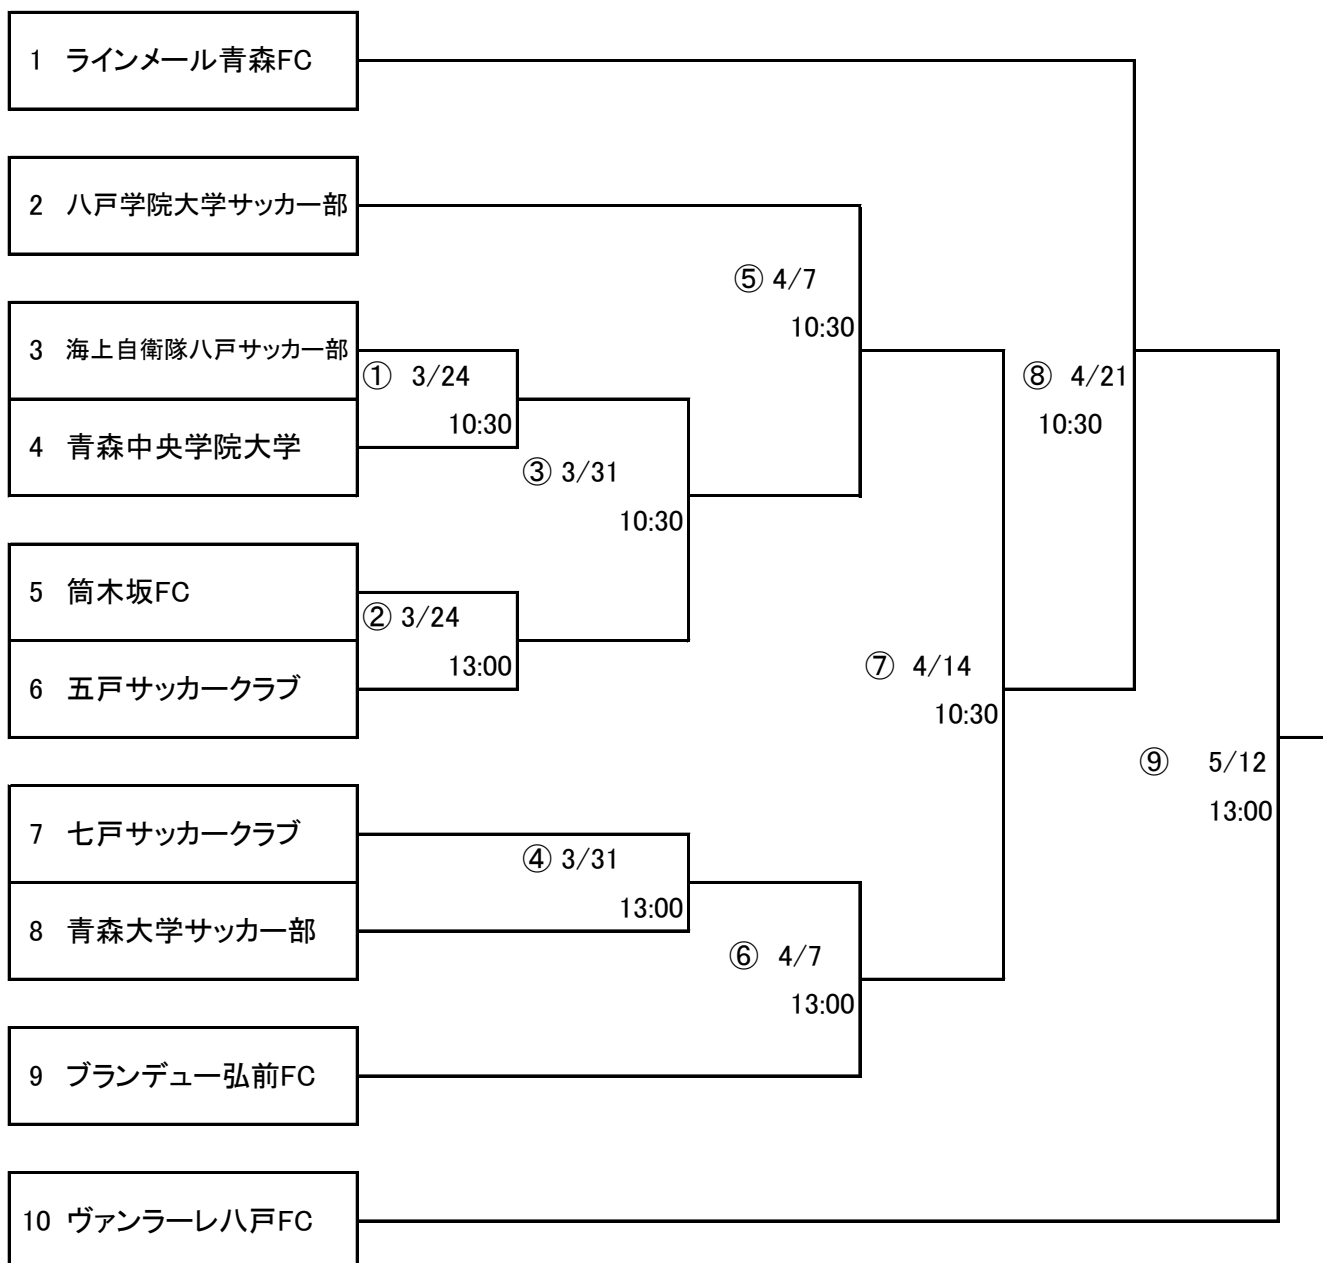 1 ラインメール青森FC
2 八戸学院大学サッカー部
⑤ 4/7
10:30
3 海上自衛隊八戸サッカー部
① 3/24
10:30
⑧ 4/21
10:30
4 青森中央学院大学
③ 3/31
10:30
5 筒木坂FC
② 3/24
13:00
6 五戸サッカークラブ
⑦ 4/14
10:30
⑨ 5/12
13:00
7 七戸サッカークラブ
④ 3/31
13:00
8 青森大学サッカー部
⑥ 4/7
13:00
9 ブランデュー弘前FC
10 ヴァンラーレ八戸FC